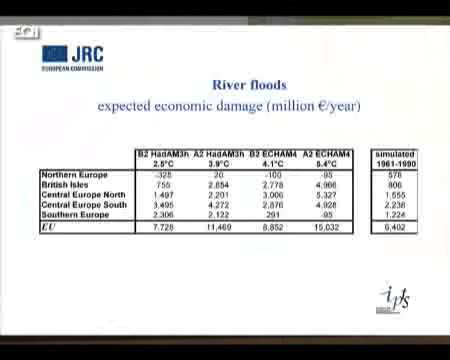 JRC
EUROPEAN COMMISSION
River floods
expected economic damage (million €/year)
B2 HadAM3h A2 HadAM3h B2 ECHAM4 A2 ECHAM4 simulated
2.5°C 3.9°C 4.1°C 5.4°C 1961-1990
Northern Europe -325 20 -100 -95 578
British Isles 755 2,854 2,778 4,966 806
Central Europe North 1,497 2,201 3,006 5,327 1,555
Central Europe South 3,495 4,272 2,876 4,928 2,238
Southern Europe 2,306 2,122 291 -95 1,224
EU 7,728 11,469 8,852 15,032 6,402